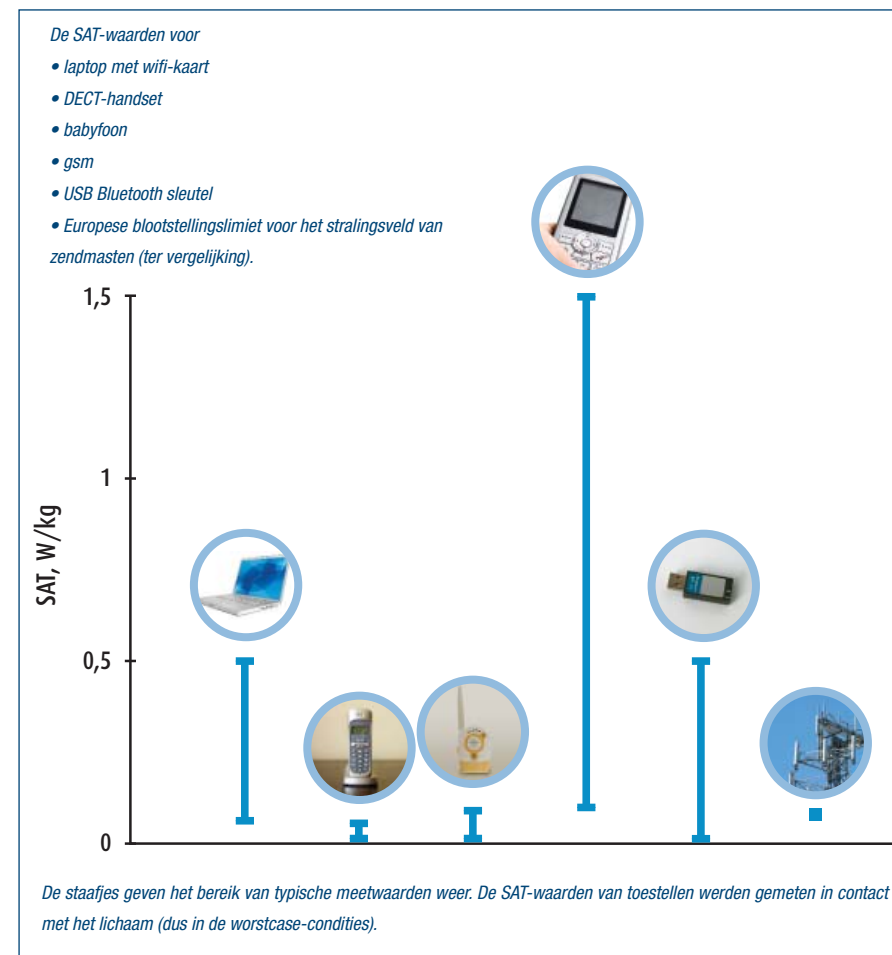 De SAT-waarden voor
• laptop met wifi-kaart
• DECT-handset
• babyfoon
• gsm
• USB Bluetooth sleutel
• Europese blootstellingslimiet voor het stralingsveld van
zendmasten (ter vergelijking).
1,5
1
0,5
0
SAT, W/kg
De staafjes geven het bereik van typische meetwaarden weer. De SAT-waarden van toestellen werden gemeten in contact
met het lichaam (dus in de worstcase-condities).